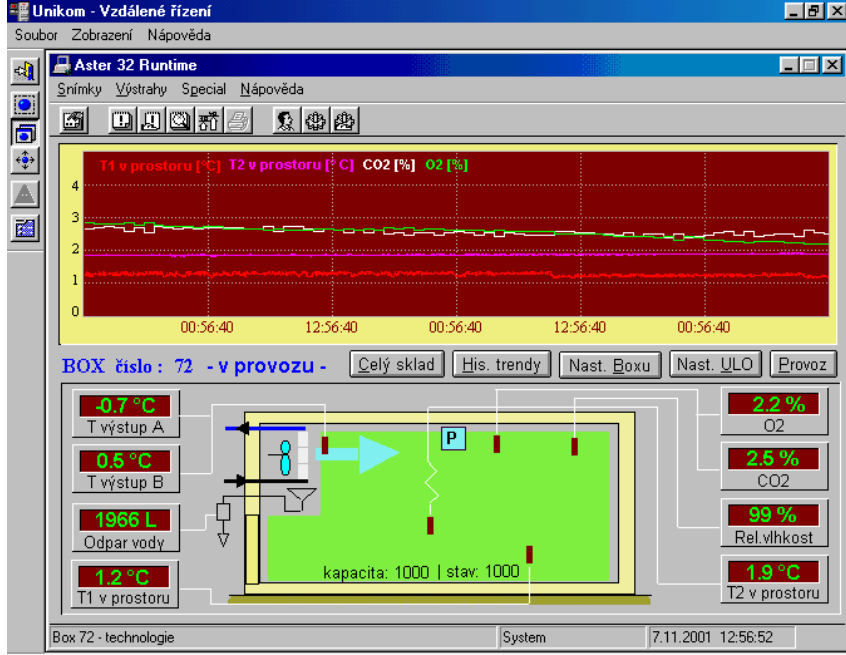 Unikom - Vzdálené řízení
Soubor Zobrazení Nápověda
Aster 32 Runtime
Snímky Výstrahy Special Nápověda
T1 v prostoru [°C] T2 v prostoru [°C] CO2 [%] O2 [%]
4
3
2
1
0
00:56:40 12:56:40 00:56:40 12:56:40 00:56:40
BOX číslo : 72 - v provozu - Celý sklad His. trendy Nast. Boxu Nast. ULO Provoz
-0.7 °C
T výstup A
0.5 °C
T výstup B
1966 L
Odpar vody
1.2 °C
T1 v prostoru
P
kapacita: 1000 | stav: 1000
2.2 %
O2
2.5 %
CO2
99 %
Rel.vlhkost
1.9 °C
T2 v prostoru
Box 72 - technologie System 7.11.2001 12:56:52